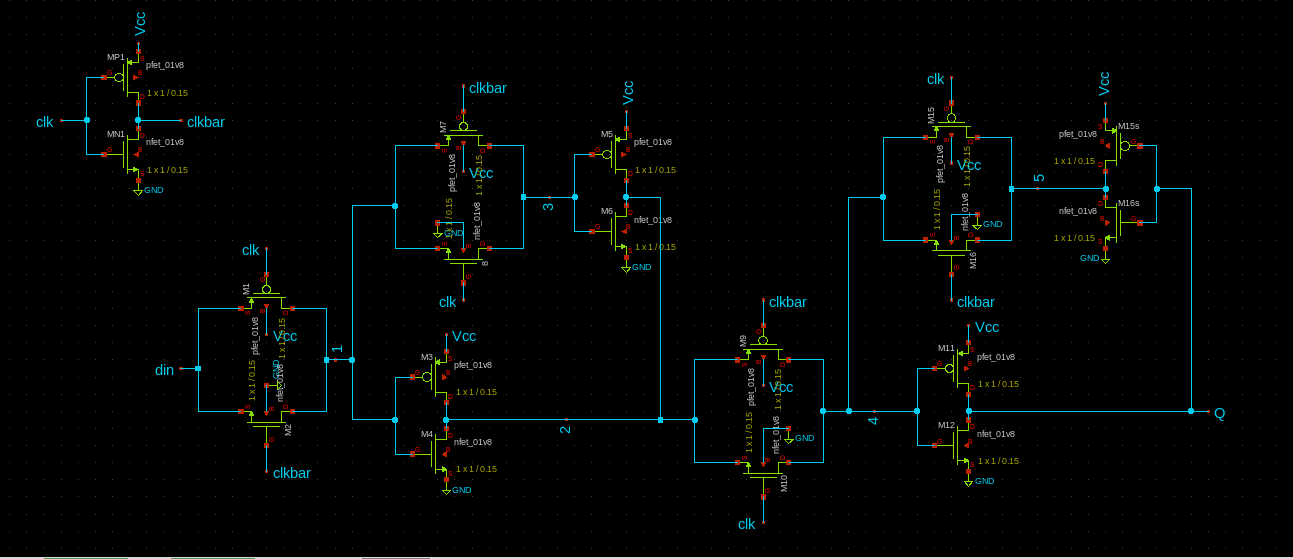 Vcc
MP1
pfet_01v8
1 x 1 / 0.15
clk
clkbar
MN1
nfet_01v8
1 x 1 / 0.15
GND
clk
M1
pfet_01v8
1 x 1 / 0.15
Vcc
din
GND
nfet_01v8
1 x 1 / 0.15
M2
clkbar
1
clkbar
M7
pfet_01v8
1 x 1 / 0.15
Vcc
nfet_01v8
1 x 1 / 0.15
GND
8
clk
3
Vcc
M5
pfet_01v8
1 x 1 / 0.15
M6
nfet_01v8
1 x 1 / 0.15
GND
Vcc
M3
pfet_01v8
1 x 1 / 0.15
M4
nfet_01v8
1 x 1 / 0.15
GND
2
clkbar
M9
pfet_01v8
1 x 1 / 0.15
Vcc
nfet_01v8
1 x 1 / 0.15
GND
M10
clk
4
clk
M15
pfet_01v8
1 x 1 / 0.15
Vcc
nfet_01v8
1 x 1 / 0.15
GND
M16
clkbar
5
Vcc
M15s
pfet_01v8
1 x 1 / 0.15
M16s
nfet_01v8
GND
Vcc
M11
pfet_01v8
1 x 1 / 0.15
M12
nfet_01v8
1 x 1 / 0.15
GND
Q